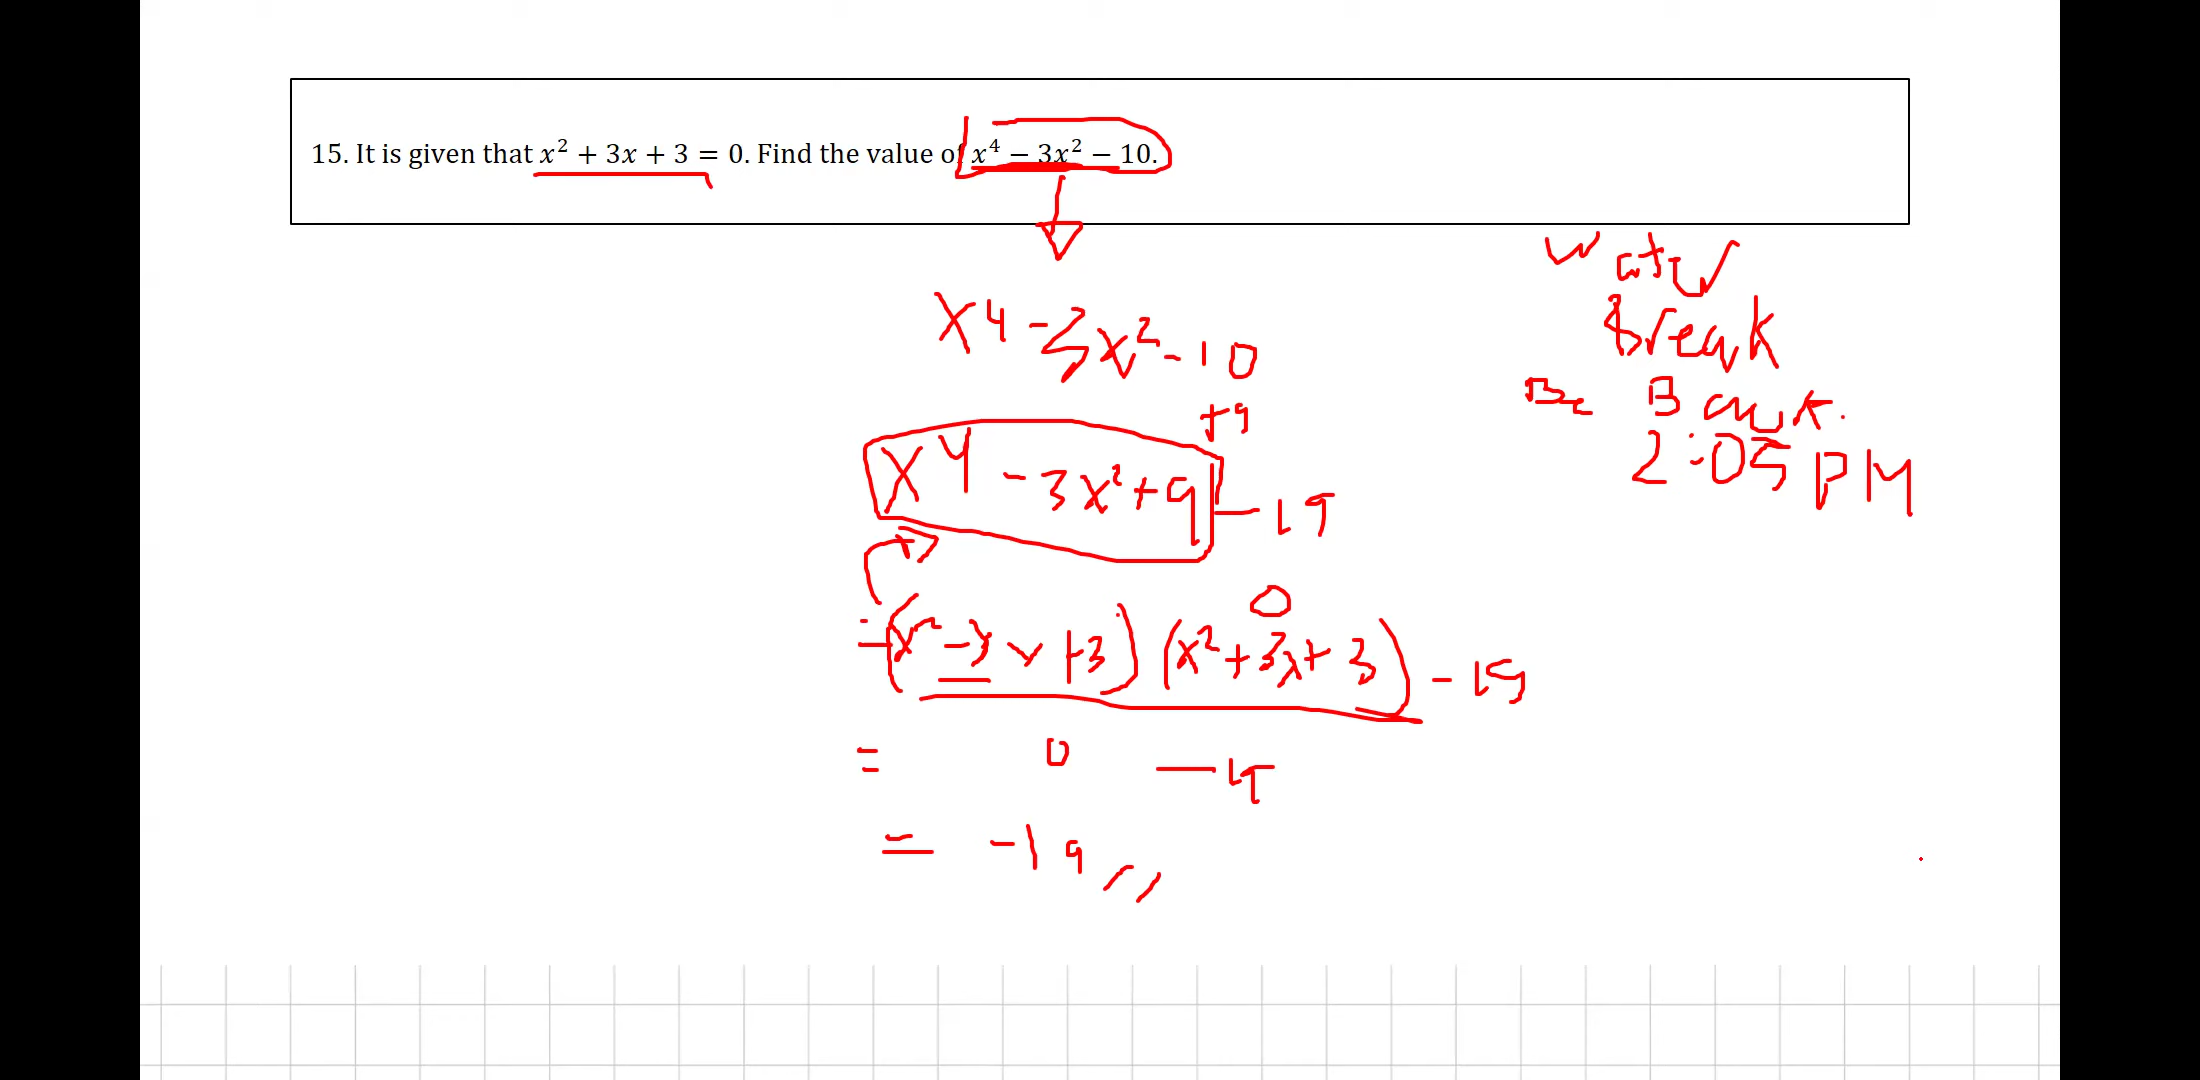 15. It is given that x² + 3x + 3 = 0. Find the value of x⁴ − 3x² − 10.
x⁴ - 3x² - 10
+9
x⁴ - 3x² + 9 - 19
0
= (x² - 3x + 3) (x² + 3x + 3) - 19
= 0 - 19
= -19
Water
Break
Be Back.
2:05 PM